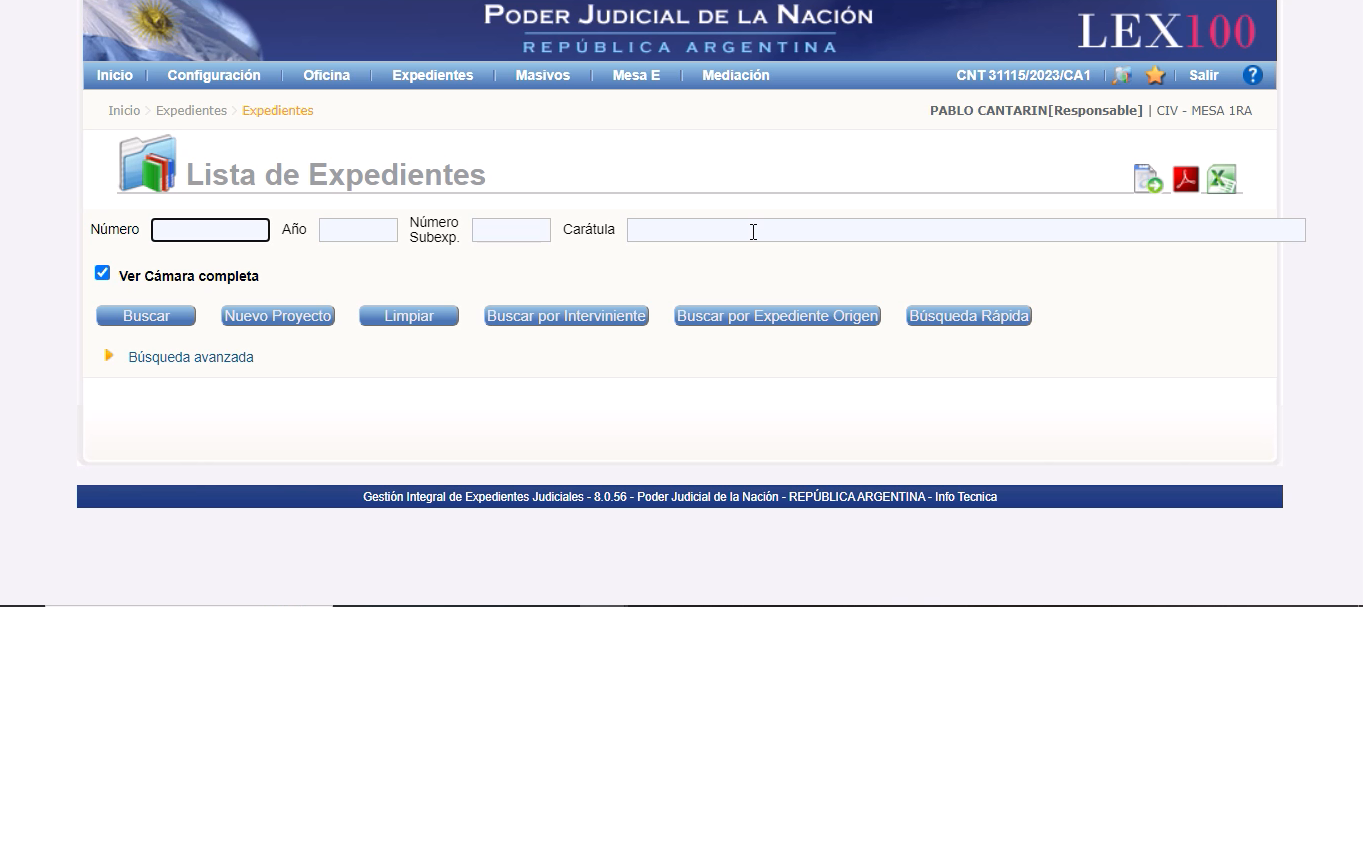 PODER JUDICIAL DE LA NACIÓN
REPÚBLICA ARGENTINA
LEX100
Inicio Configuración Oficina Expedientes Masivos Mesa E Mediación CNT 31115/2023/CA1 Salir ?
Inicio > Expedientes > Expedientes PABLO CANTARIN[Responsable] | CIV - MESA 1RA
Lista de Expedientes
Número Año Número Subexp. Carátula
Ver Cámara completa
Buscar Nuevo Proyecto Limpiar Buscar por Interviniente Buscar por Expediente Origen Búsqueda Rápida
Búsqueda avanzada
Gestión Integral de Expedientes Judiciales - 8.0.56 - Poder Judicial de la Nación - REPÚBLICA ARGENTINA - Info Tecnica